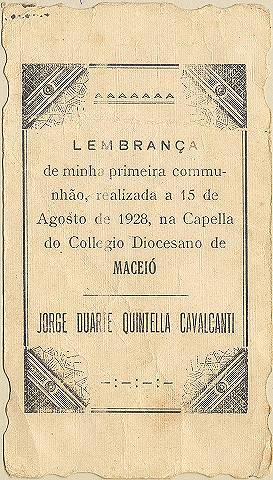 LEMBRANÇA
de minha primeira commu-
nhão, realizada a 15 de
Agosto de 1928, na Capella
do Collegio Diocesano de
MACEIÓ
JORGE DUARTE QUINTELLA CAVALCANTI